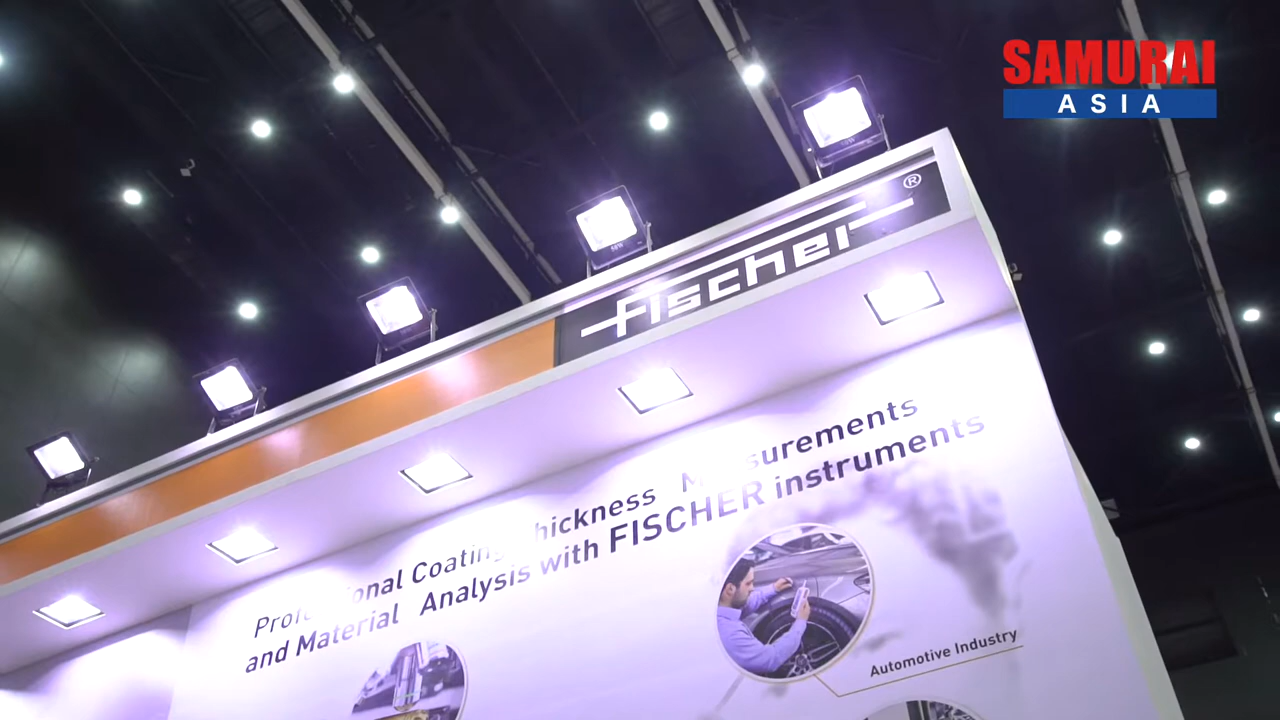 SAMURAI
ASIA
fischer®
Professional Coating Thickness Measurements
and Material Analysis with FISCHER instruments
Automotive Industry